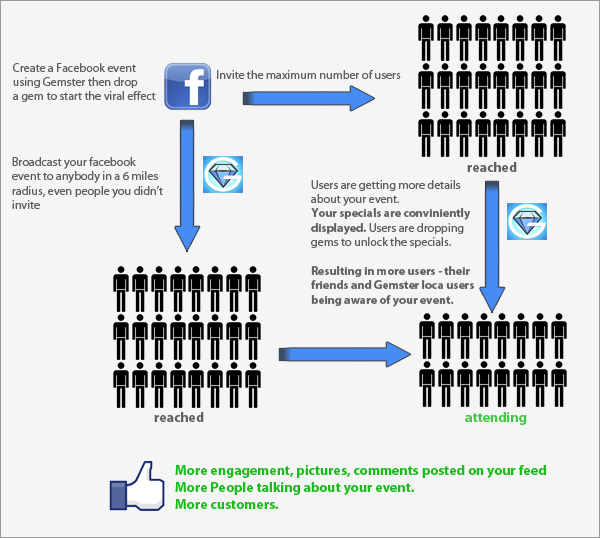 Create a Facebook event
using Gemster then drop
a gem to start the viral effect
f
Invite the maximum number of users
reached
Broadcast your facebook
event to anybody in a 6 miles
radius, even people you didn't
invite
G
Users are getting more details
about your event.
Your specials are conviniently
displayed. Users are dropping
gems to unlock the specials.
Resulting in more users - their
friends and Gemster loca users
being aware of your event.
G
reached
attending
More engagement, pictures, comments posted on your feed
More People talking about your event.
More customers.